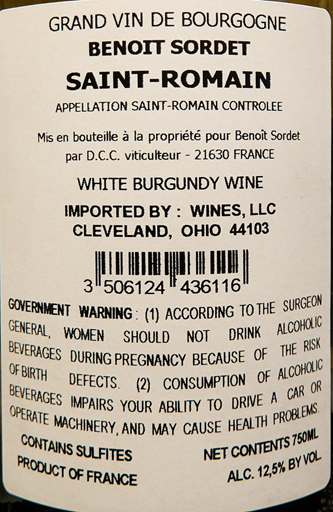 GRAND VIN DE BOURGOGNE
BENOIT SORDET
SAINT-ROMAIN
APPELLATION SAINT-ROMAIN CONTROLEE
Mis en bouteille à la propriété pour Benoît Sordet
par D.C.C. viticulteur - 21630 FRANCE
WHITE BURGUNDY WINE
IMPORTED BY : WINES, LLC
CLEVELAND, OHIO 44103
3 506124 436116
GOVERNMENT WARNING: (1) ACCORDING TO THE SURGEON
GENERAL, WOMEN SHOULD NOT DRINK ALCOHOLIC
BEVERAGES DURING PREGNANCY BECAUSE OF THE RISK
OF BIRTH DEFECTS. (2) CONSUMPTION OF ALCOHOLIC
BEVERAGES IMPAIRS YOUR ABILITY TO DRIVE A CAR OR
OPERATE MACHINERY, AND MAY CAUSE HEALTH PROBLEMS.
CONTAINS SULFITES NET CONTENTS 750ML
PRODUCT OF FRANCE ALC. 12,5% BY VOL.